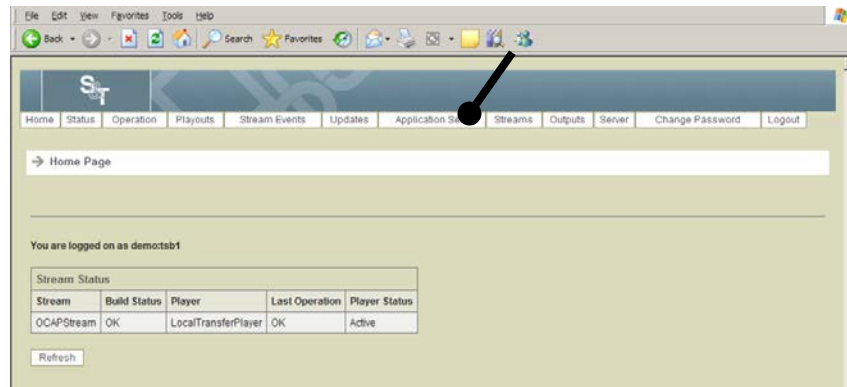 File Edit View Favorites Tools Help
Back Search Favorites
S&T
Home Status Operation Playouts Stream Events Updates Application Streams Outputs Server Change Password Logout
Home Page
You are logged on as demo:tsb1
Stream Status
Stream Build Status Player Last Operation Player Status
OCAPStream OK LocalTransferPlayer OK Active
Refresh